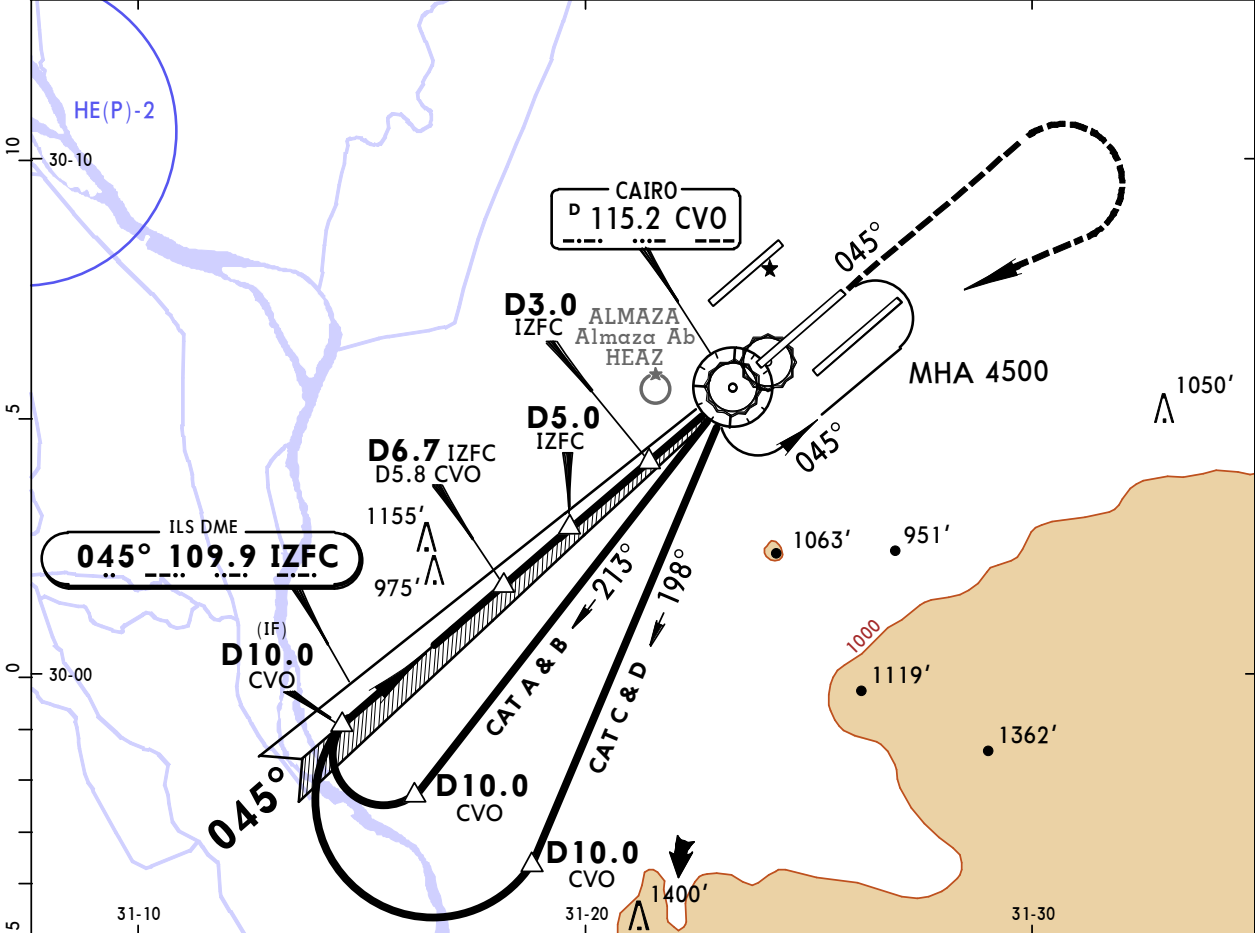 HE(P)-2
10
30-10
CAIRO
D 115.2 CVO
045°
D3.0
IZFC
ALMAZA
Almaza Ab
HEAZ
MHA 4500
1050'
5
D5.0
IZFC
D6.7 IZFC
D5.8 CVO
045°
1155'
ILS DME
045° 109.9 IZFC
975'
1063'
951'
213°
198°
(IF)
D10.0
CVO
1000
0
30-00
1119'
CAT A & B
CAT C & D
1362'
045°
D10.0
CVO
D10.0
CVO
1400'
5
31-10
31-20
31-30